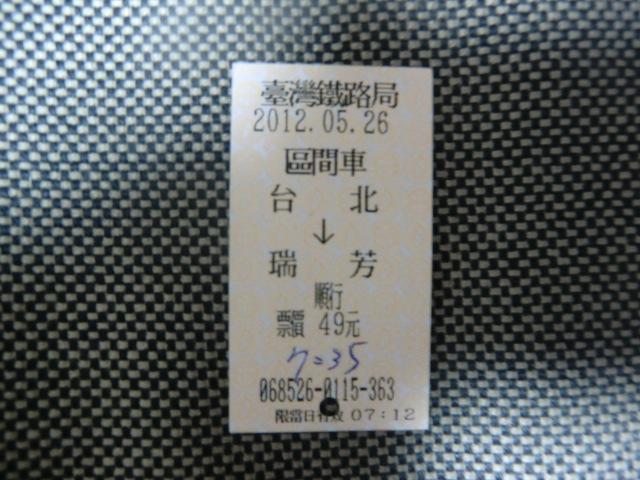 臺灣鐵路局
2012.05.26
區間車
台 北
↓
瑞 芳
順行
票價 49元
7=35
068526-0115-363
限當日有效 07:12